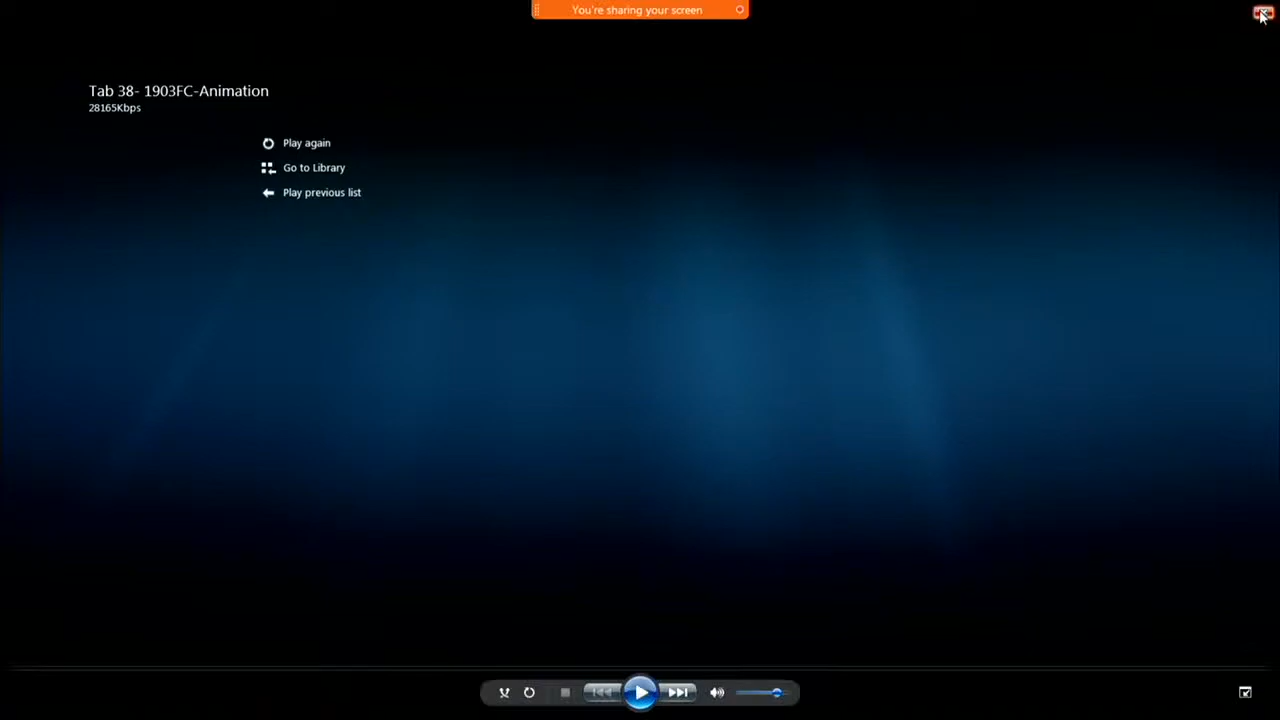 You're sharing your screen
Tab 38- 1903FC-Animation
28165Kbps
Play again
Go to Library
Play previous list